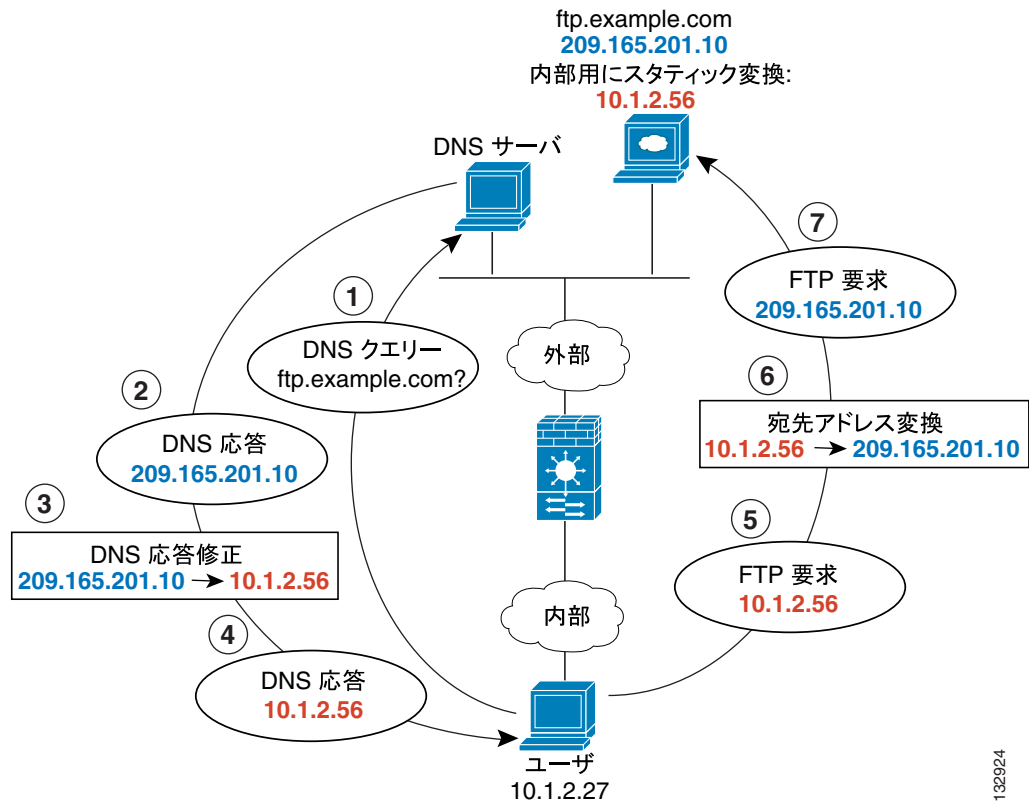 ftp.example.com
209.165.201.10
内部用にスタティック変換:
10.1.2.56
DNS サーバ
7
FTP 要求
209.165.201.10
1
DNS クエリー
ftp.example.com?
外部
6
宛先アドレス変換
10.1.2.56 → 209.165.201.10
2
DNS 応答
209.165.201.10
3
DNS 応答修正
209.165.201.10 → 10.1.2.56
5
FTP 要求
10.1.2.56
内部
4
DNS 応答
10.1.2.56
ユーザ
10.1.2.27
132924